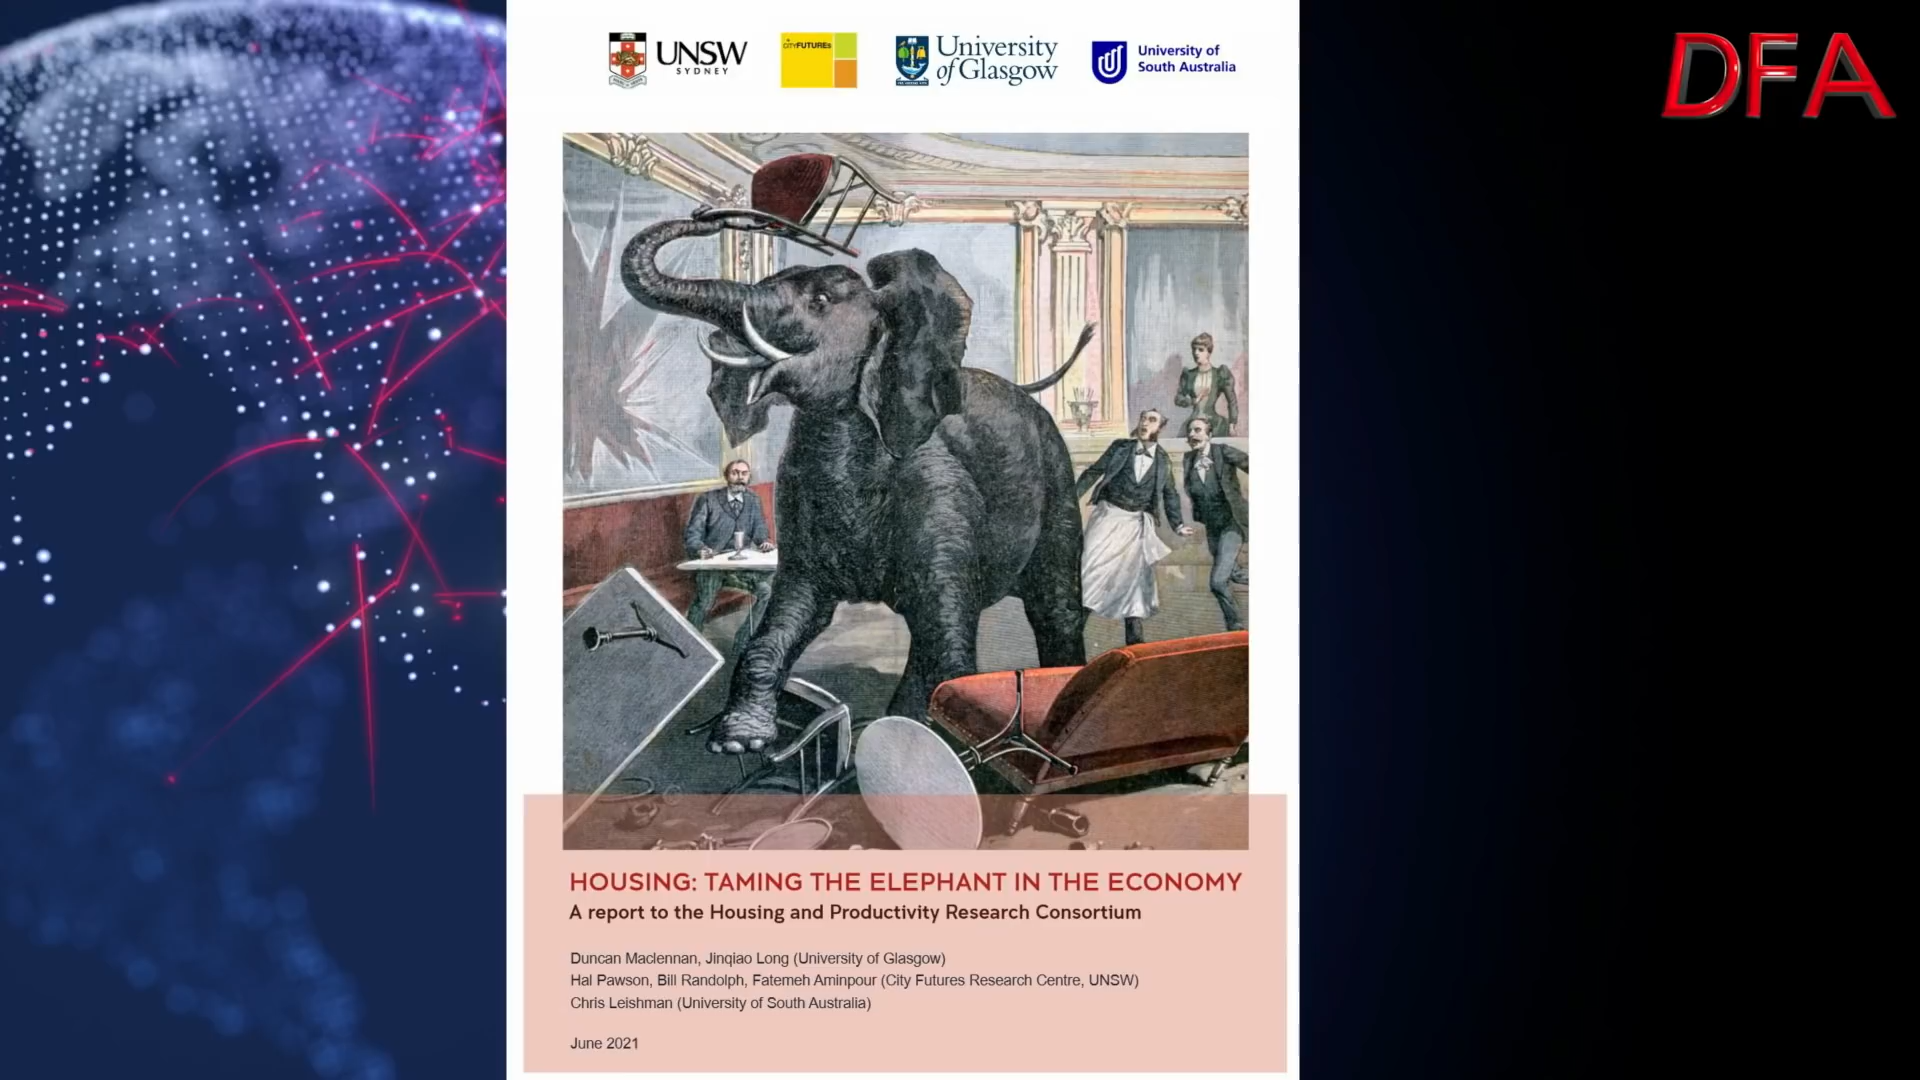 UNSW
SYDNEY
CITYFUTURES
University
of Glasgow
University of
South Australia
DFA
HOUSING: TAMING THE ELEPHANT IN THE ECONOMY
A report to the Housing and Productivity Research Consortium
Duncan Maclennan, Jinqiao Long (University of Glasgow)
Hal Pawson, Bill Randolph, Fatemeh Aminpour (City Futures Research Centre, UNSW)
Chris Leishman (University of South Australia)
June 2021